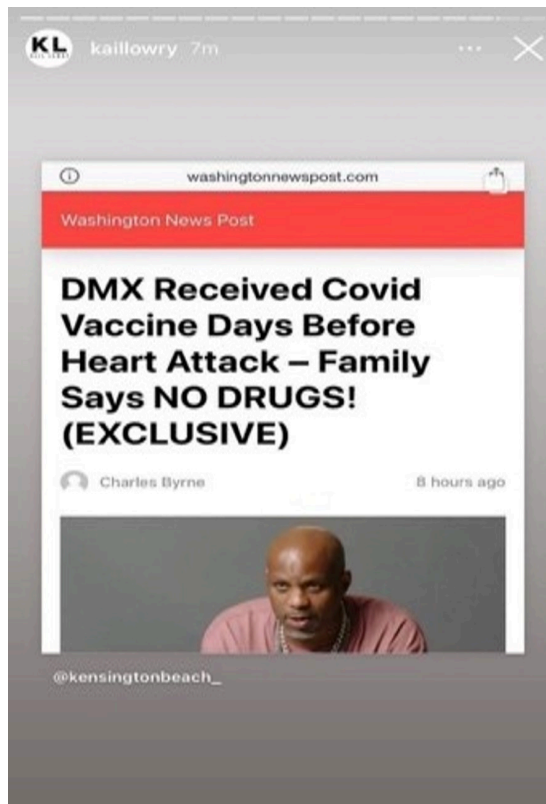 KL
kaillowry 7m
washingtonnewspost.com
Washington News Post
DMX Received Covid
Vaccine Days Before
Heart Attack – Family
Says NO DRUGS!
(EXCLUSIVE)
Charles Byrne 8 hours ago
@kensingtonbeach_